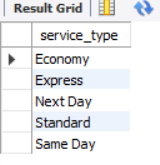 Result Grid
service_type
Economy
Express
Next Day
Standard
Same Day